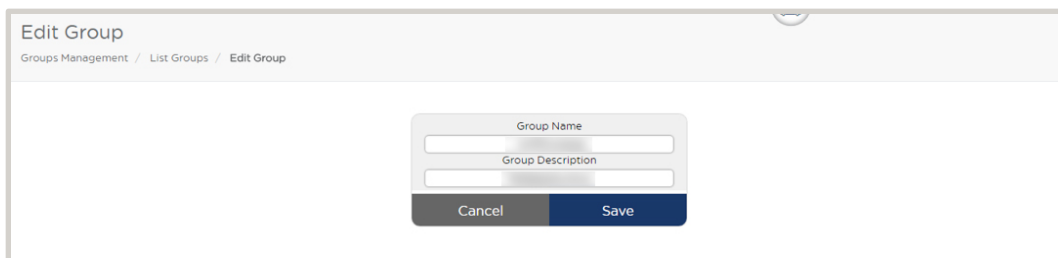 Edit Group
Groups Management / List Groups / Edit Group
Group Name
Group Description
Cancel Save